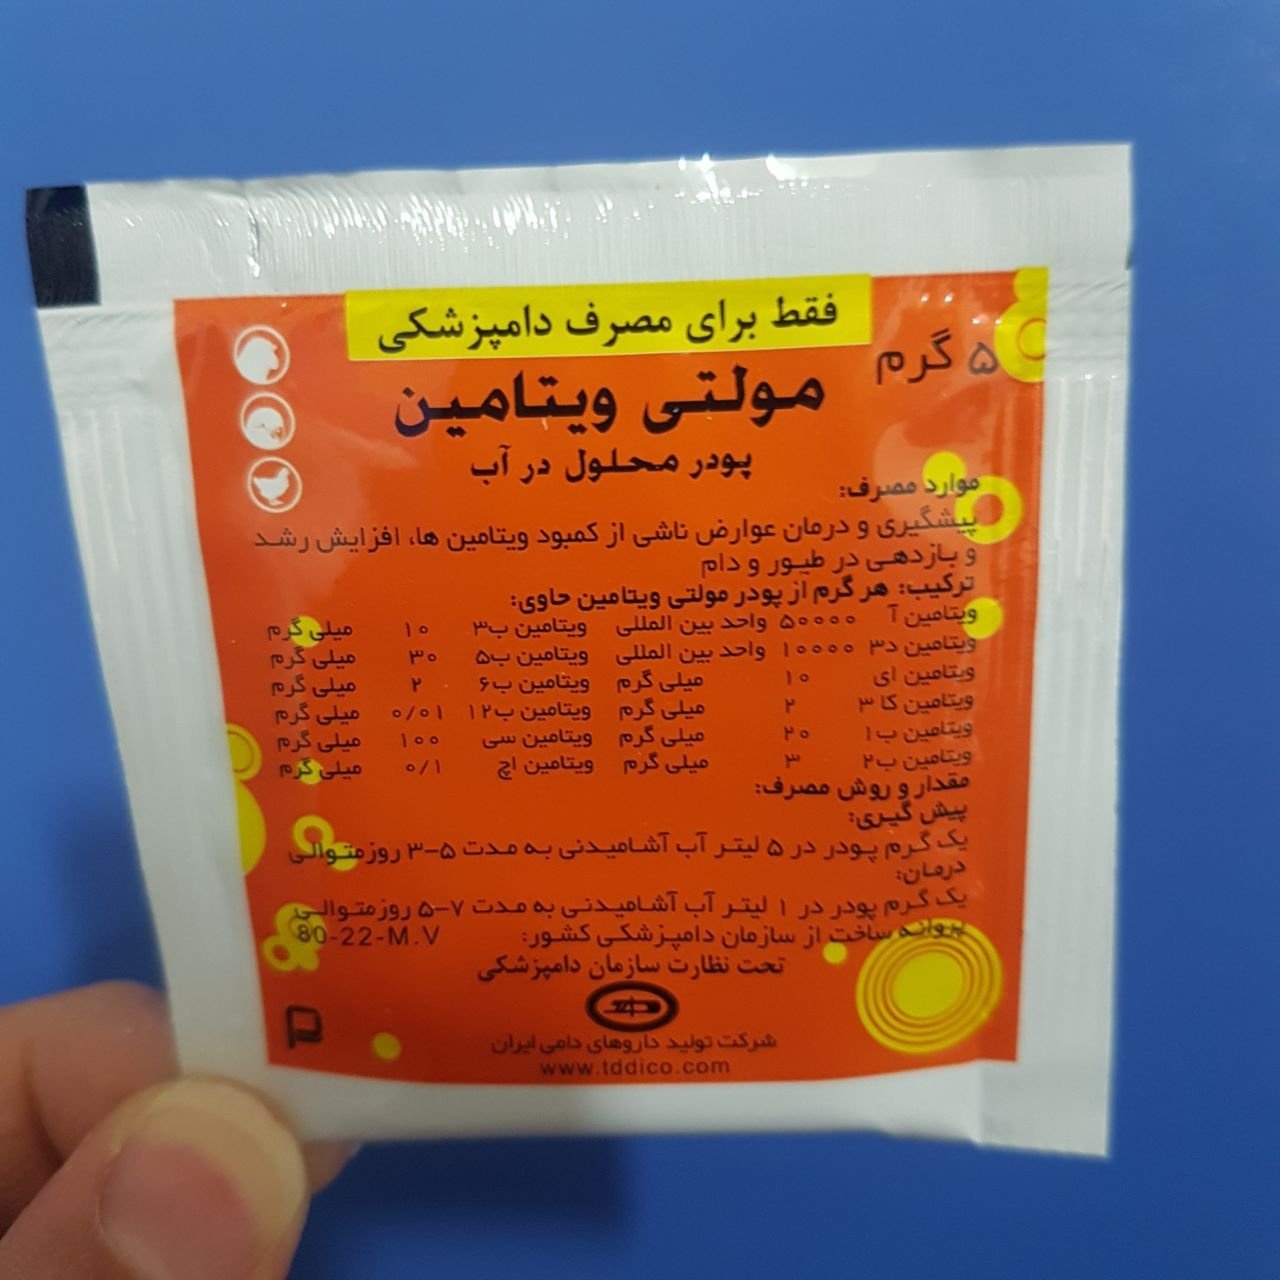 فقط برای مصرف دامپزشکی
۵ گرم
مولتی ویتامین
پودر محلول در آب
موارد مصرف:
پیشگیری و درمان عوارض ناشی از کمبود ویتامین ها، افزایش رشد
و بازدهی در طیور و دام
ترکیب: هر گرم از پودر مولتی ویتامین حاوی:
ویتامین آ ۵۰۰۰۰ واحد بین المللی ویتامین ب۳ ۱۰ میلی گرم
ویتامین د۳ ۱۰۰۰۰ واحد بین المللی ویتامین ب۵ ۳۰ میلی گرم
ویتامین ای ۱۰ میلی گرم ویتامین ب۶ ۲ میلی گرم
ویتامین کا ۳ ۲ میلی گرم ویتامین ب۱۲ ۰/۰۱ میلی گرم
ویتامین ب۱ ۲۰ میلی گرم ویتامین سی ۱۰۰ میلی گرم
ویتامین ب۲ ۳ میلی گرم ویتامین اچ ۰/۱ میلی گرم
مقدار و روش مصرف:
پیش گیری:
یک گرم پودر در ۵ لیتر آب آشامیدنی به مدت ۵-۳ روز متوالی
درمان:
یک گرم پودر در ۱ لیتر آب آشامیدنی به مدت ۷-۵ روز متوالی
پروانه ساخت از سازمان دامپزشکی کشور: 80-22-M.V
تحت نظارت سازمان دامپزشکی
شرکت تولید داروهای دامی ایران
www.tddico.com